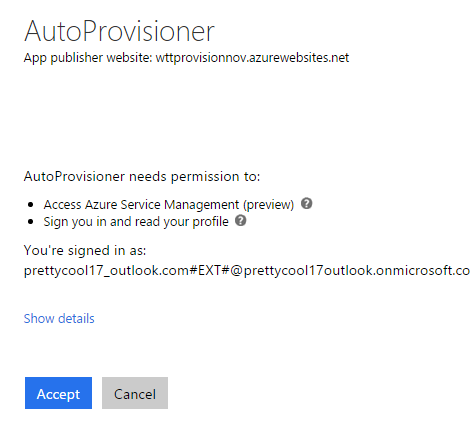 AutoProvisioner
App publisher website: wttprovisionnov.azurewebsites.net
AutoProvisioner needs permission to:
Access Azure Service Management (preview) ?
Sign you in and read your profile ?
You're signed in as:
prettycool17_outlook.com#EXT#@prettycool17outlook.onmicrosoft.co
Show details
Accept Cancel